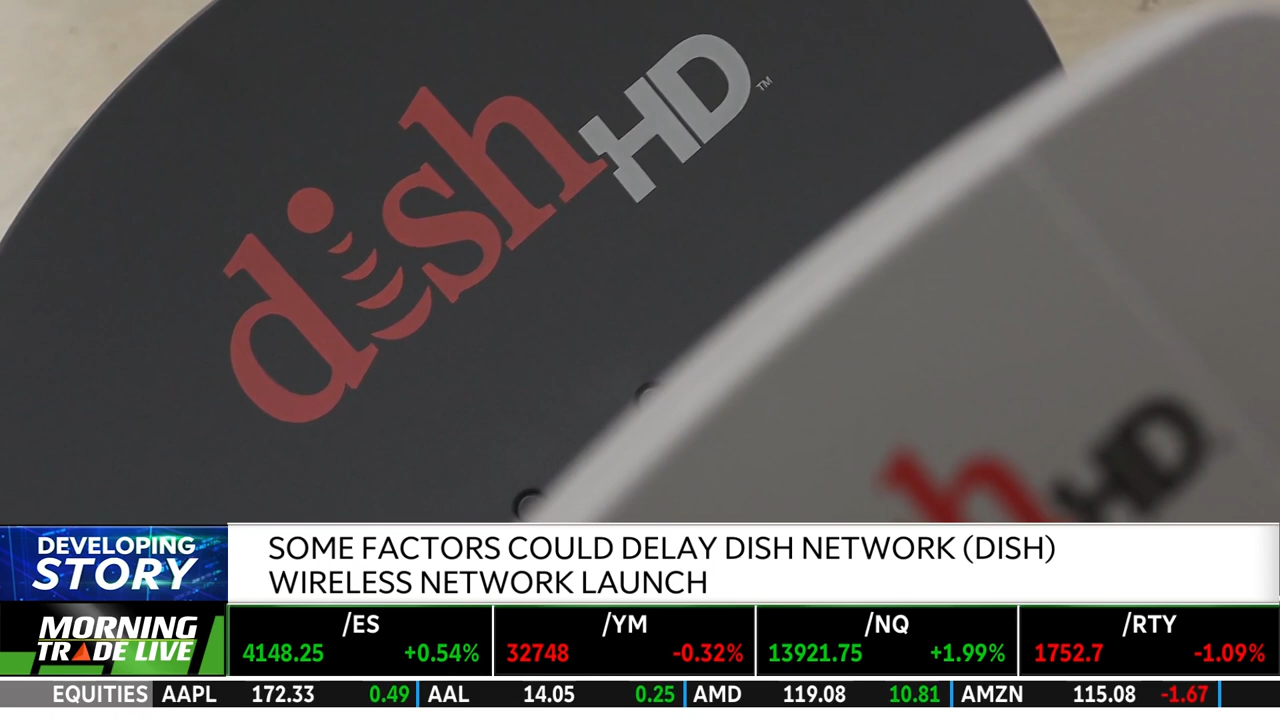 dish HD™
h HD
DEVELOPING
STORY
SOME FACTORS COULD DELAY DISH NETWORK (DISH)
WIRELESS NETWORK LAUNCH
MORNING
TRADE LIVE
/ES
4148.25 +0.54%
/YM
32748 -0.32%
/NQ
13921.75 +1.99%
/RTY
1752.7 -1.09%
EQUITIES AAPL 172.33 0.49 AAL 14.05 0.25 AMD 119.08 10.81 AMZN 115.08 -1.67